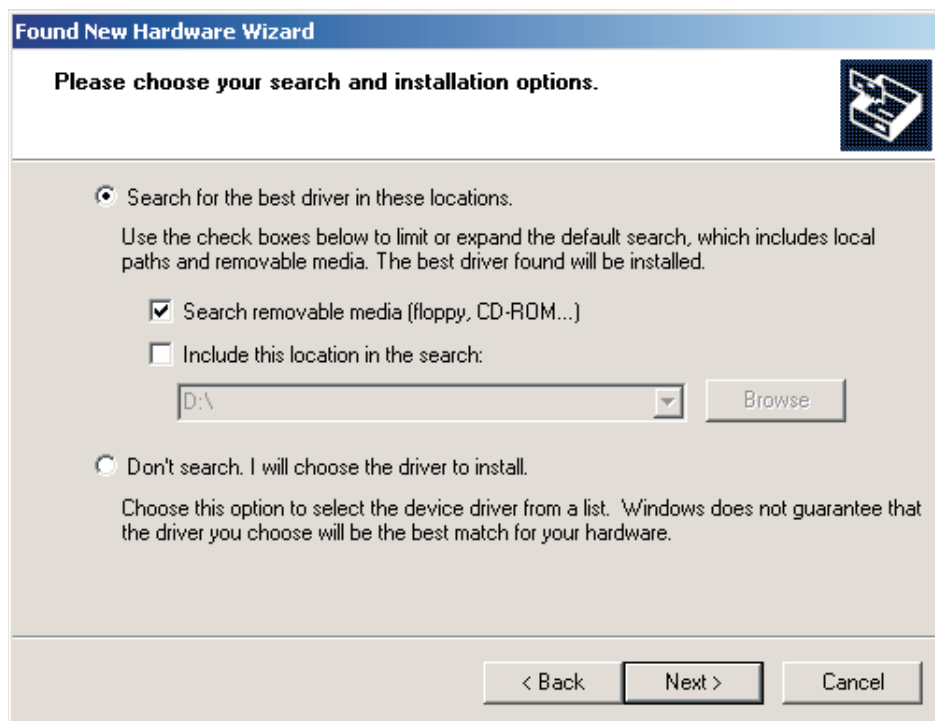 Found New Hardware Wizard
Please choose your search and installation options.
Search for the best driver in these locations.
Use the check boxes below to limit or expand the default search, which includes local
paths and removable media. The best driver found will be installed.
Search removable media (floppy, CD-ROM...)
Include this location in the search:
D:\
Browse
Don't search. I will choose the driver to install.
Choose this option to select the device driver from a list.  Windows does not guarantee that
the driver you choose will be the best match for your hardware.
< Back
Next >
Cancel